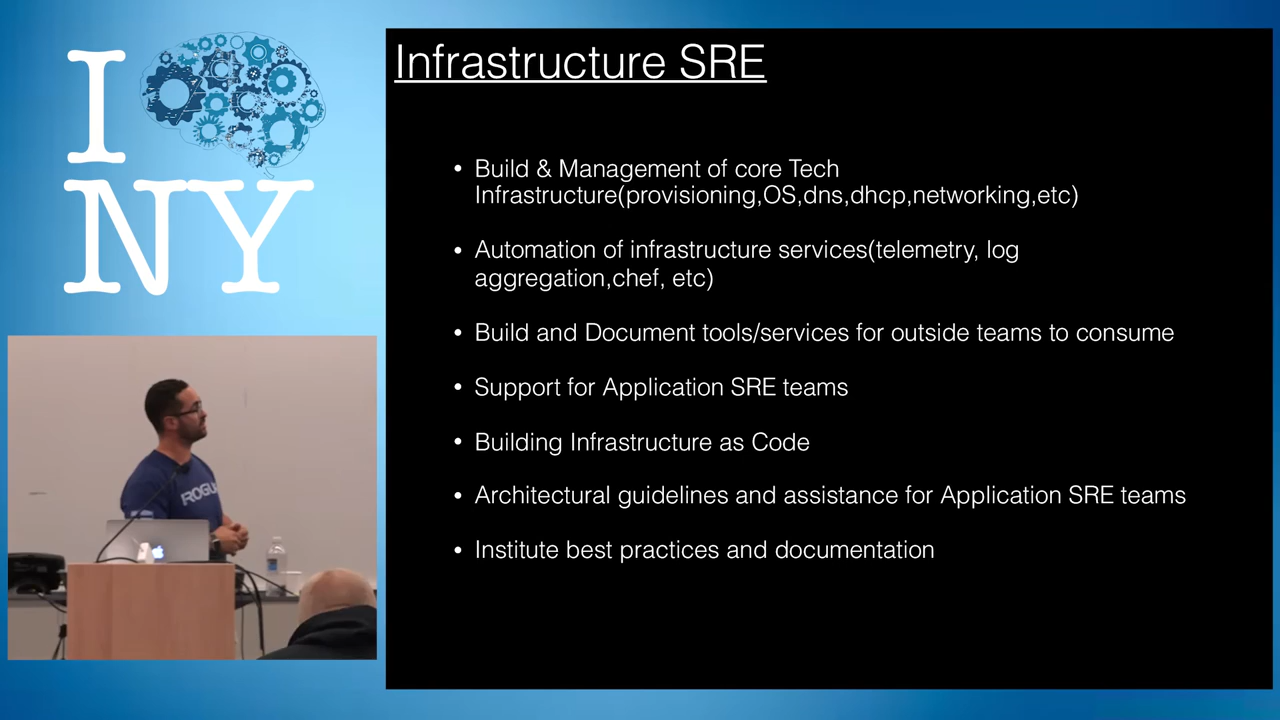 I
NY
Infrastructure SRE
• Build & Management of core Tech
Infrastructure(provisioning,OS,dns,dhcp,networking,etc)
• Automation of infrastructure services(telemetry, log
aggregation,chef, etc)
• Build and Document tools/services for outside teams to consume
• Support for Application SRE teams
• Building Infrastructure as Code
• Architectural guidelines and assistance for Application SRE teams
• Institute best practices and documentation